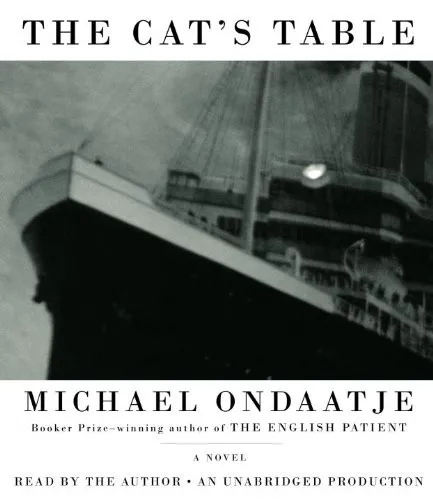 THE CAT'S TABLE
MICHAEL ONDAATJE
Booker Prize–winning author of THE ENGLISH PATIENT
A NOVEL
READ BY THE AUTHOR • AN UNABRIDGED PRODUCTION